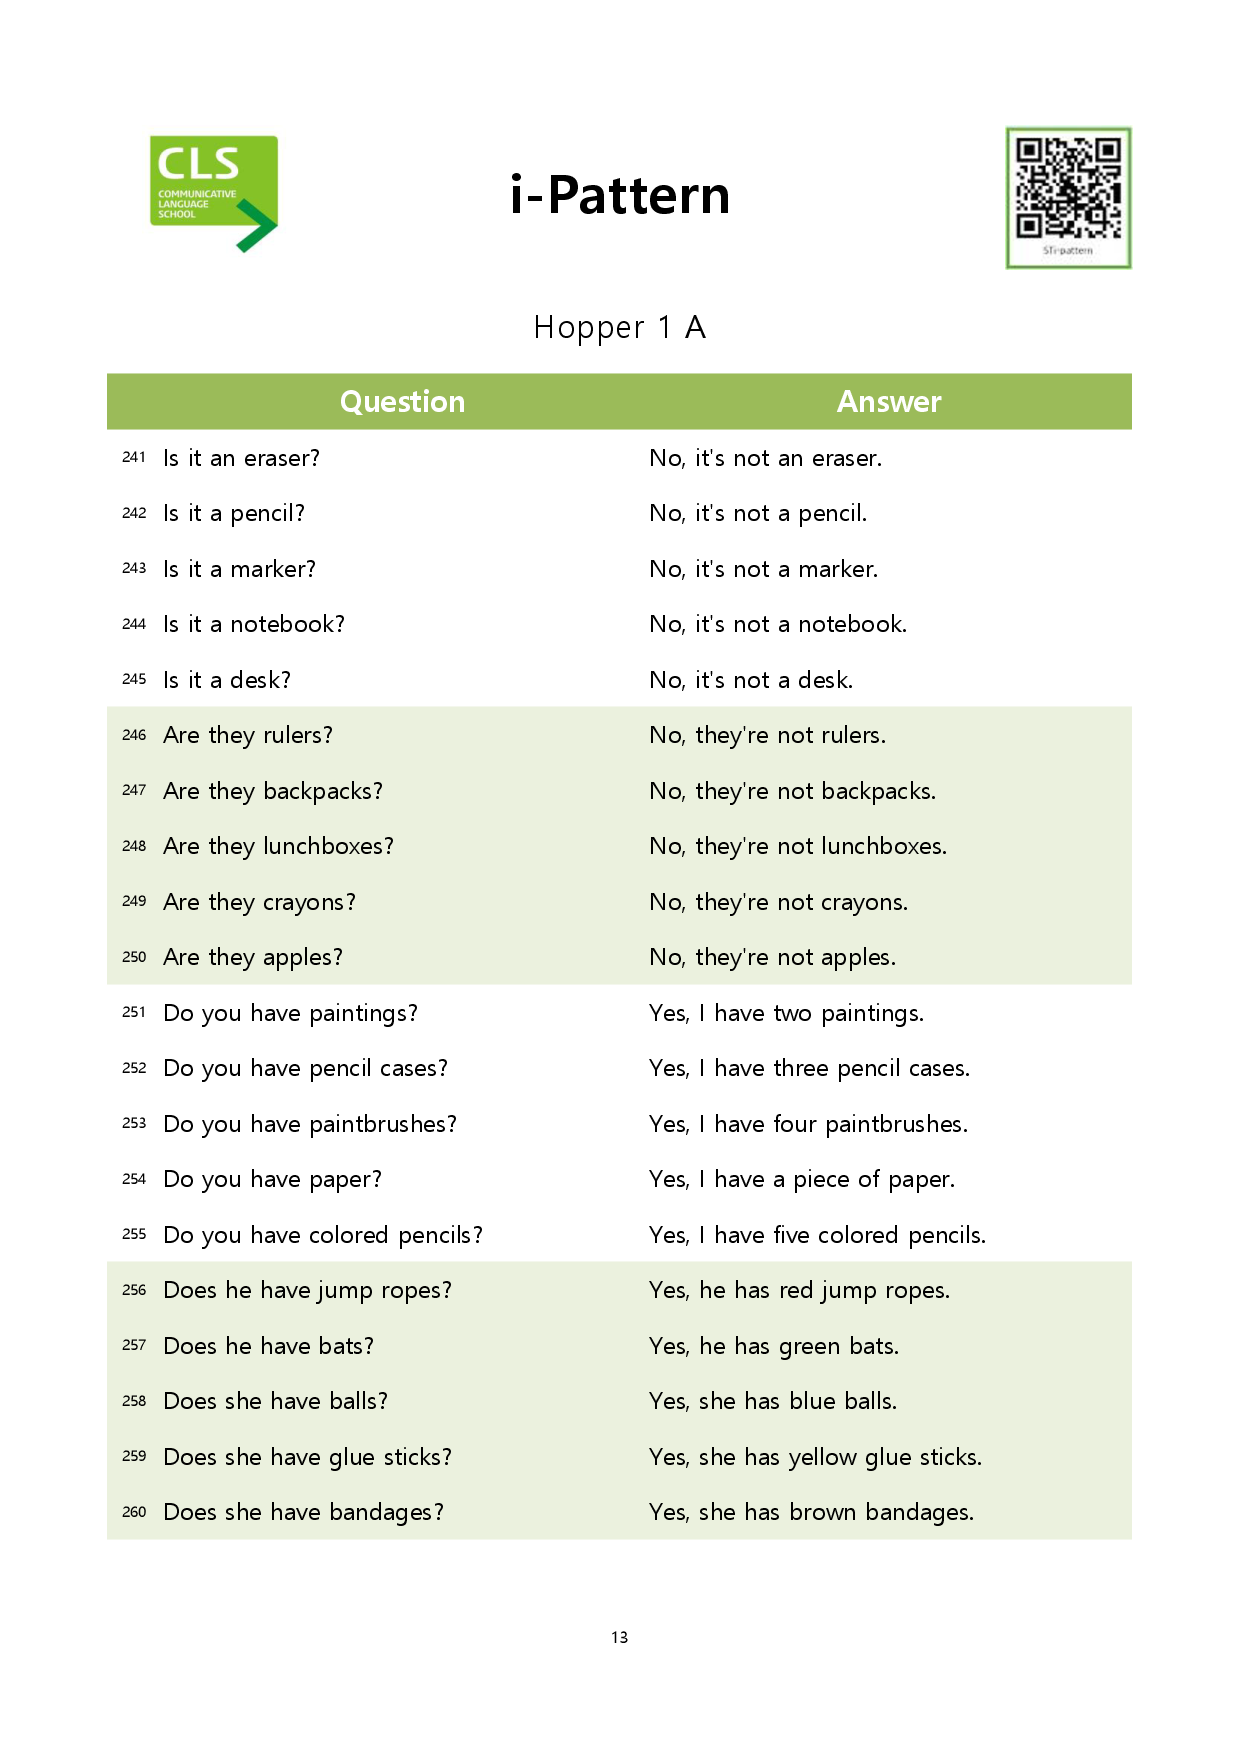 CLS
COMMUNICATIVE
LANGUAGE
SCHOOL
i-Pattern
STi-pattern
Hopper 1 A
Question Answer
241 Is it an eraser? No, it's not an eraser.
242 Is it a pencil? No, it's not a pencil.
243 Is it a marker? No, it's not a marker.
244 Is it a notebook? No, it's not a notebook.
245 Is it a desk? No, it's not a desk.
246 Are they rulers? No, they're not rulers.
247 Are they backpacks? No, they're not backpacks.
248 Are they lunchboxes? No, they're not lunchboxes.
249 Are they crayons? No, they're not crayons.
250 Are they apples? No, they're not apples.
251 Do you have paintings? Yes, I have two paintings.
252 Do you have pencil cases? Yes, I have three pencil cases.
253 Do you have paintbrushes? Yes, I have four paintbrushes.
254 Do you have paper? Yes, I have a piece of paper.
255 Do you have colored pencils? Yes, I have five colored pencils.
256 Does he have jump ropes? Yes, he has red jump ropes.
257 Does he have bats? Yes, he has green bats.
258 Does she have balls? Yes, she has blue balls.
259 Does she have glue sticks? Yes, she has yellow glue sticks.
260 Does she have bandages? Yes, she has brown bandages.
13